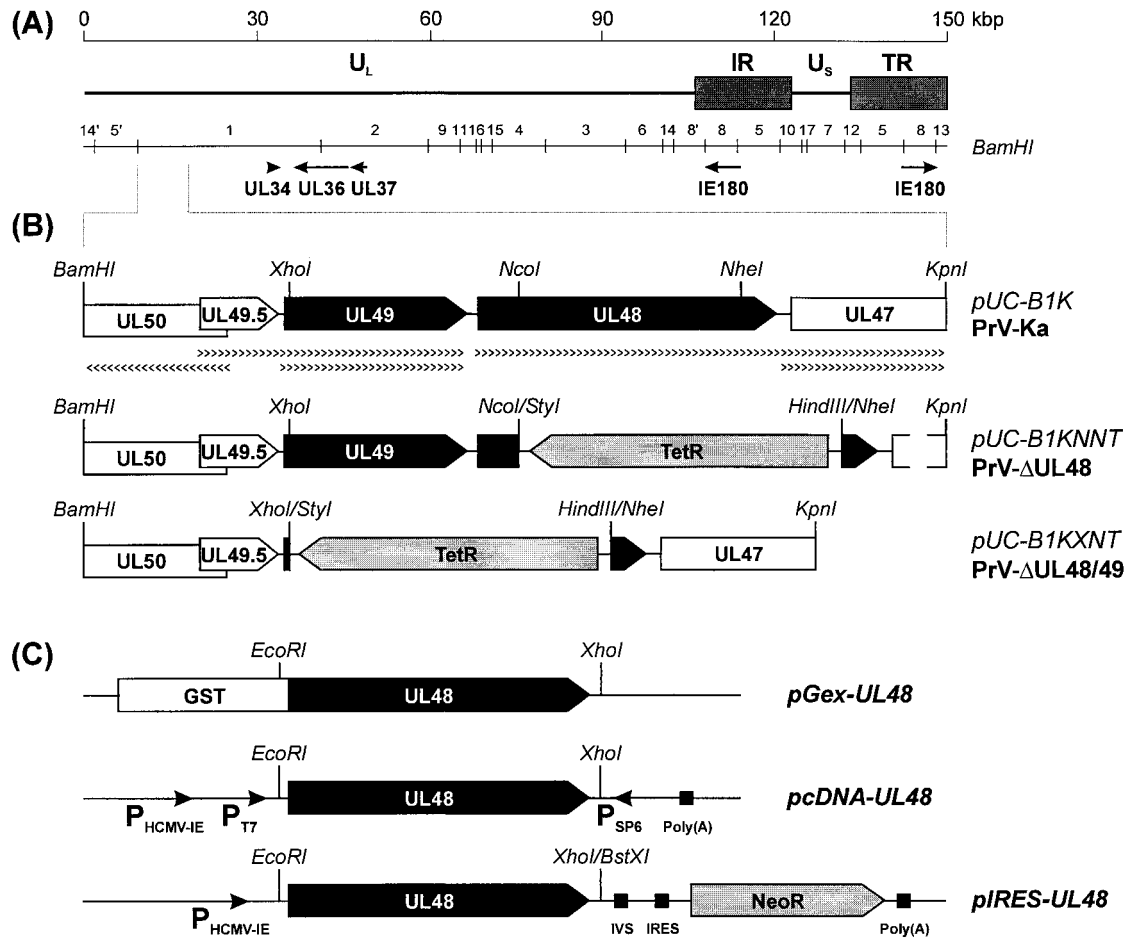 (A)
0 30 60 90 120 150 kbp
UL IR US TR
14' 5' 1 2 9 11 16 15 4 3 6 14 8' 8 5 10 17 7 12 5 8 13 BamHI
UL34 UL36 UL37 IE180 IE180
(B)
BamHI XhoI NcoI NheI KpnI
UL50 UL49.5 UL49 UL48 UL47
pUC-B1K
PrV-Ka
BamHI XhoI NcoI/StyI HindIII/NheI KpnI
UL50 UL49.5 UL49 TetR
pUC-B1KNNT
PrV-ΔUL48
BamHI XhoI/StyI HindIII/NheI KpnI
UL50 UL49.5 TetR UL47
pUC-B1KXNT
PrV-ΔUL48/49
(C)
EcoRI XhoI
GST UL48 pGex-UL48
EcoRI XhoI
UL48 pcDNA-UL48
PHCMV-IE PT7 PSP6 Poly(A)
EcoRI XhoI/BstXI
UL48 NeoR pIRES-UL48
PHCMV-IE IVS IRES Poly(A)